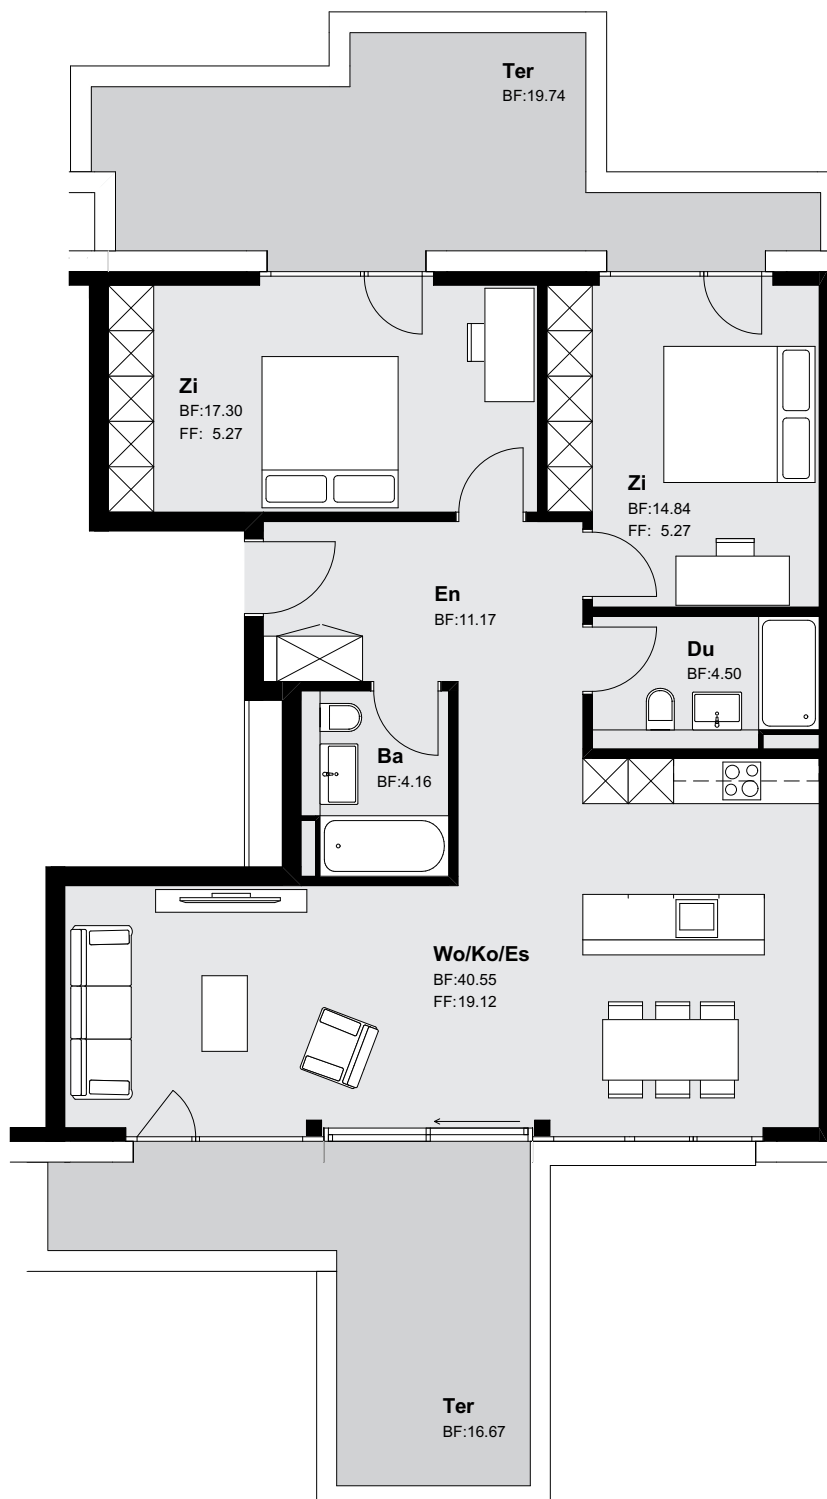 Ter
BF:19.74
Zi
BF:17.30
FF: 5.27
Zi
BF:14.84
FF: 5.27
En
BF:11.17
Du
BF:4.50
Ba
BF:4.16
Wo/Ko/Es
BF:40.55
FF:19.12
Ter
BF:16.67